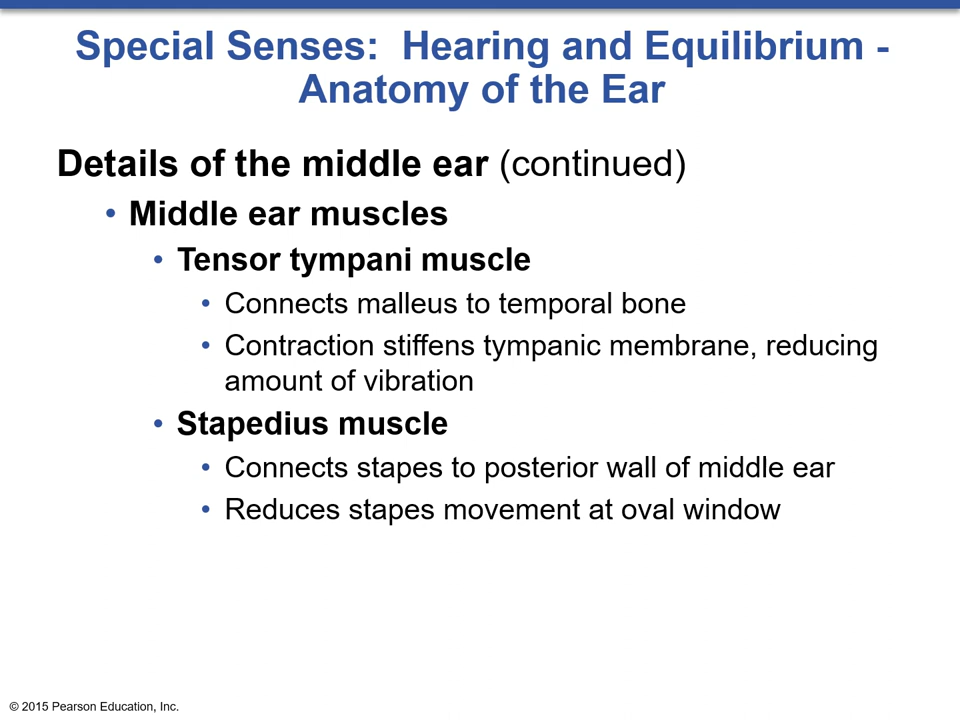 Special Senses:  Hearing and Equilibrium -
Anatomy of the Ear
Details of the middle ear (continued)
• Middle ear muscles
• Tensor tympani muscle
• Connects malleus to temporal bone
• Contraction stiffens tympanic membrane, reducing
amount of vibration
• Stapedius muscle
• Connects stapes to posterior wall of middle ear
• Reduces stapes movement at oval window
© 2015 Pearson Education, Inc.